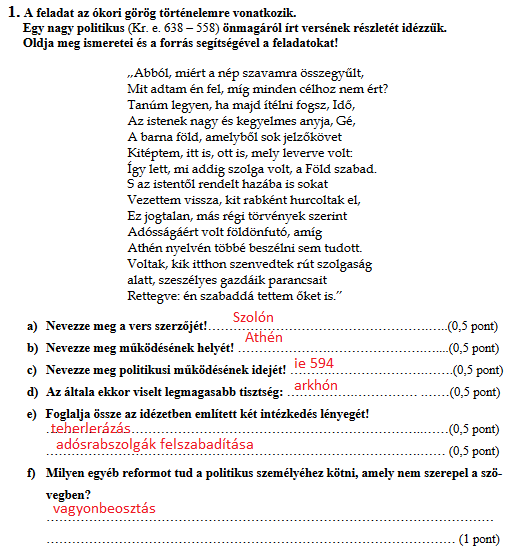 1. A feladat az ókori görög történelemre vonatkozik.
Egy nagy politikus (Kr. e. 638 – 558) önmagáról írt versének részletét idézzük.
Oldja meg ismeretei és a forrás segítségével a feladatokat!
„Abból, miért a nép szavamra összegyűlt,
Mit adtam én fel, míg minden célhoz nem ért?
Tanúm legyen, ha majd ítélni fogsz, Idő,
Az istenek nagy és kegyelmes anyja, Gé,
A barna föld, amelyből sok jelzőkövet
Kitéptem, itt is, ott is, mely leverve volt:
Így lett, mi addig szolga volt, a Föld szabad.
S az istentől rendelt hazába is sokat
Vezettem vissza, kit rabként hurcoltak el,
Ez jogtalan, más régi törvények szerint
Adósságáért volt földönfutó, amíg
Athén nyelvén többé beszélni sem tudott.
Voltak, kik itthon szenvedtek rút szolgaság
alatt, szeszélyes gazdáik parancsait
Rettegve: én szabaddá tettem őket is.”
a) Nevezze meg a vers szerzőjét! Szolón (0,5 pont)
b) Nevezze meg működésének helyét! Athén (0,5 pont)
c) Nevezze meg politikusi működésének idejét! ie 594 (0,5 pont)
d) Az általa ekkor viselt legmagasabb tisztség: arkhón (0,5 pont)
e) Foglalja össze az idézetben említett két intézkedés lényegét!
teherlerázás (0,5 pont)
adósrabszolgák felszabadítása (0,5 pont)
f) Milyen egyéb reformot tud a politikus személyéhez kötni, amely nem szerepel a szö-
vegben?
vagyonbeosztás
(1 pont)